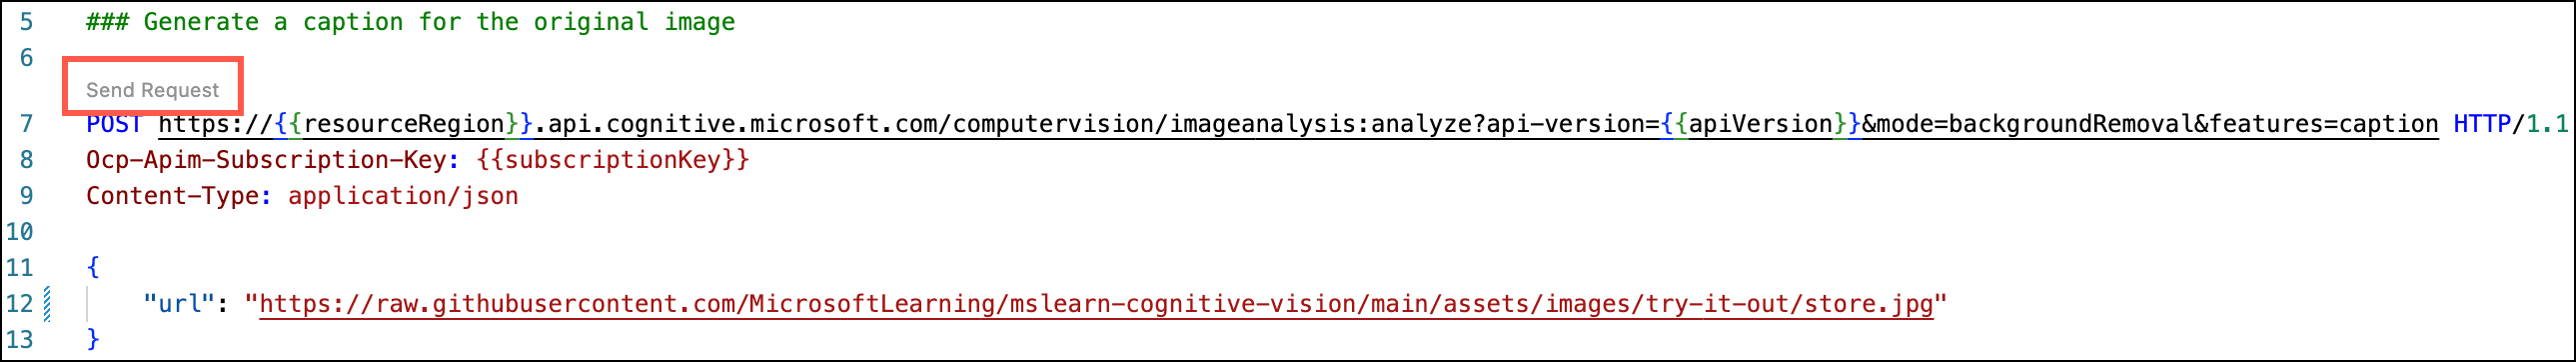 5 ### Generate a caption for the original image
6
Send Request
7 POST https://{{resourceRegion}}.api.cognitive.microsoft.com/computervision/imageanalysis:analyze?api-version={{apiVersion}}&mode=backgroundRemoval&features=caption HTTP/1.1
8 Ocp-Apim-Subscription-Key: {{subscriptionKey}}
9 Content-Type: application/json
10
11 {
12 "url": "https://raw.githubusercontent.com/MicrosoftLearning/mslearn-cognitive-vision/main/assets/images/try-it-out/store.jpg"
13 }